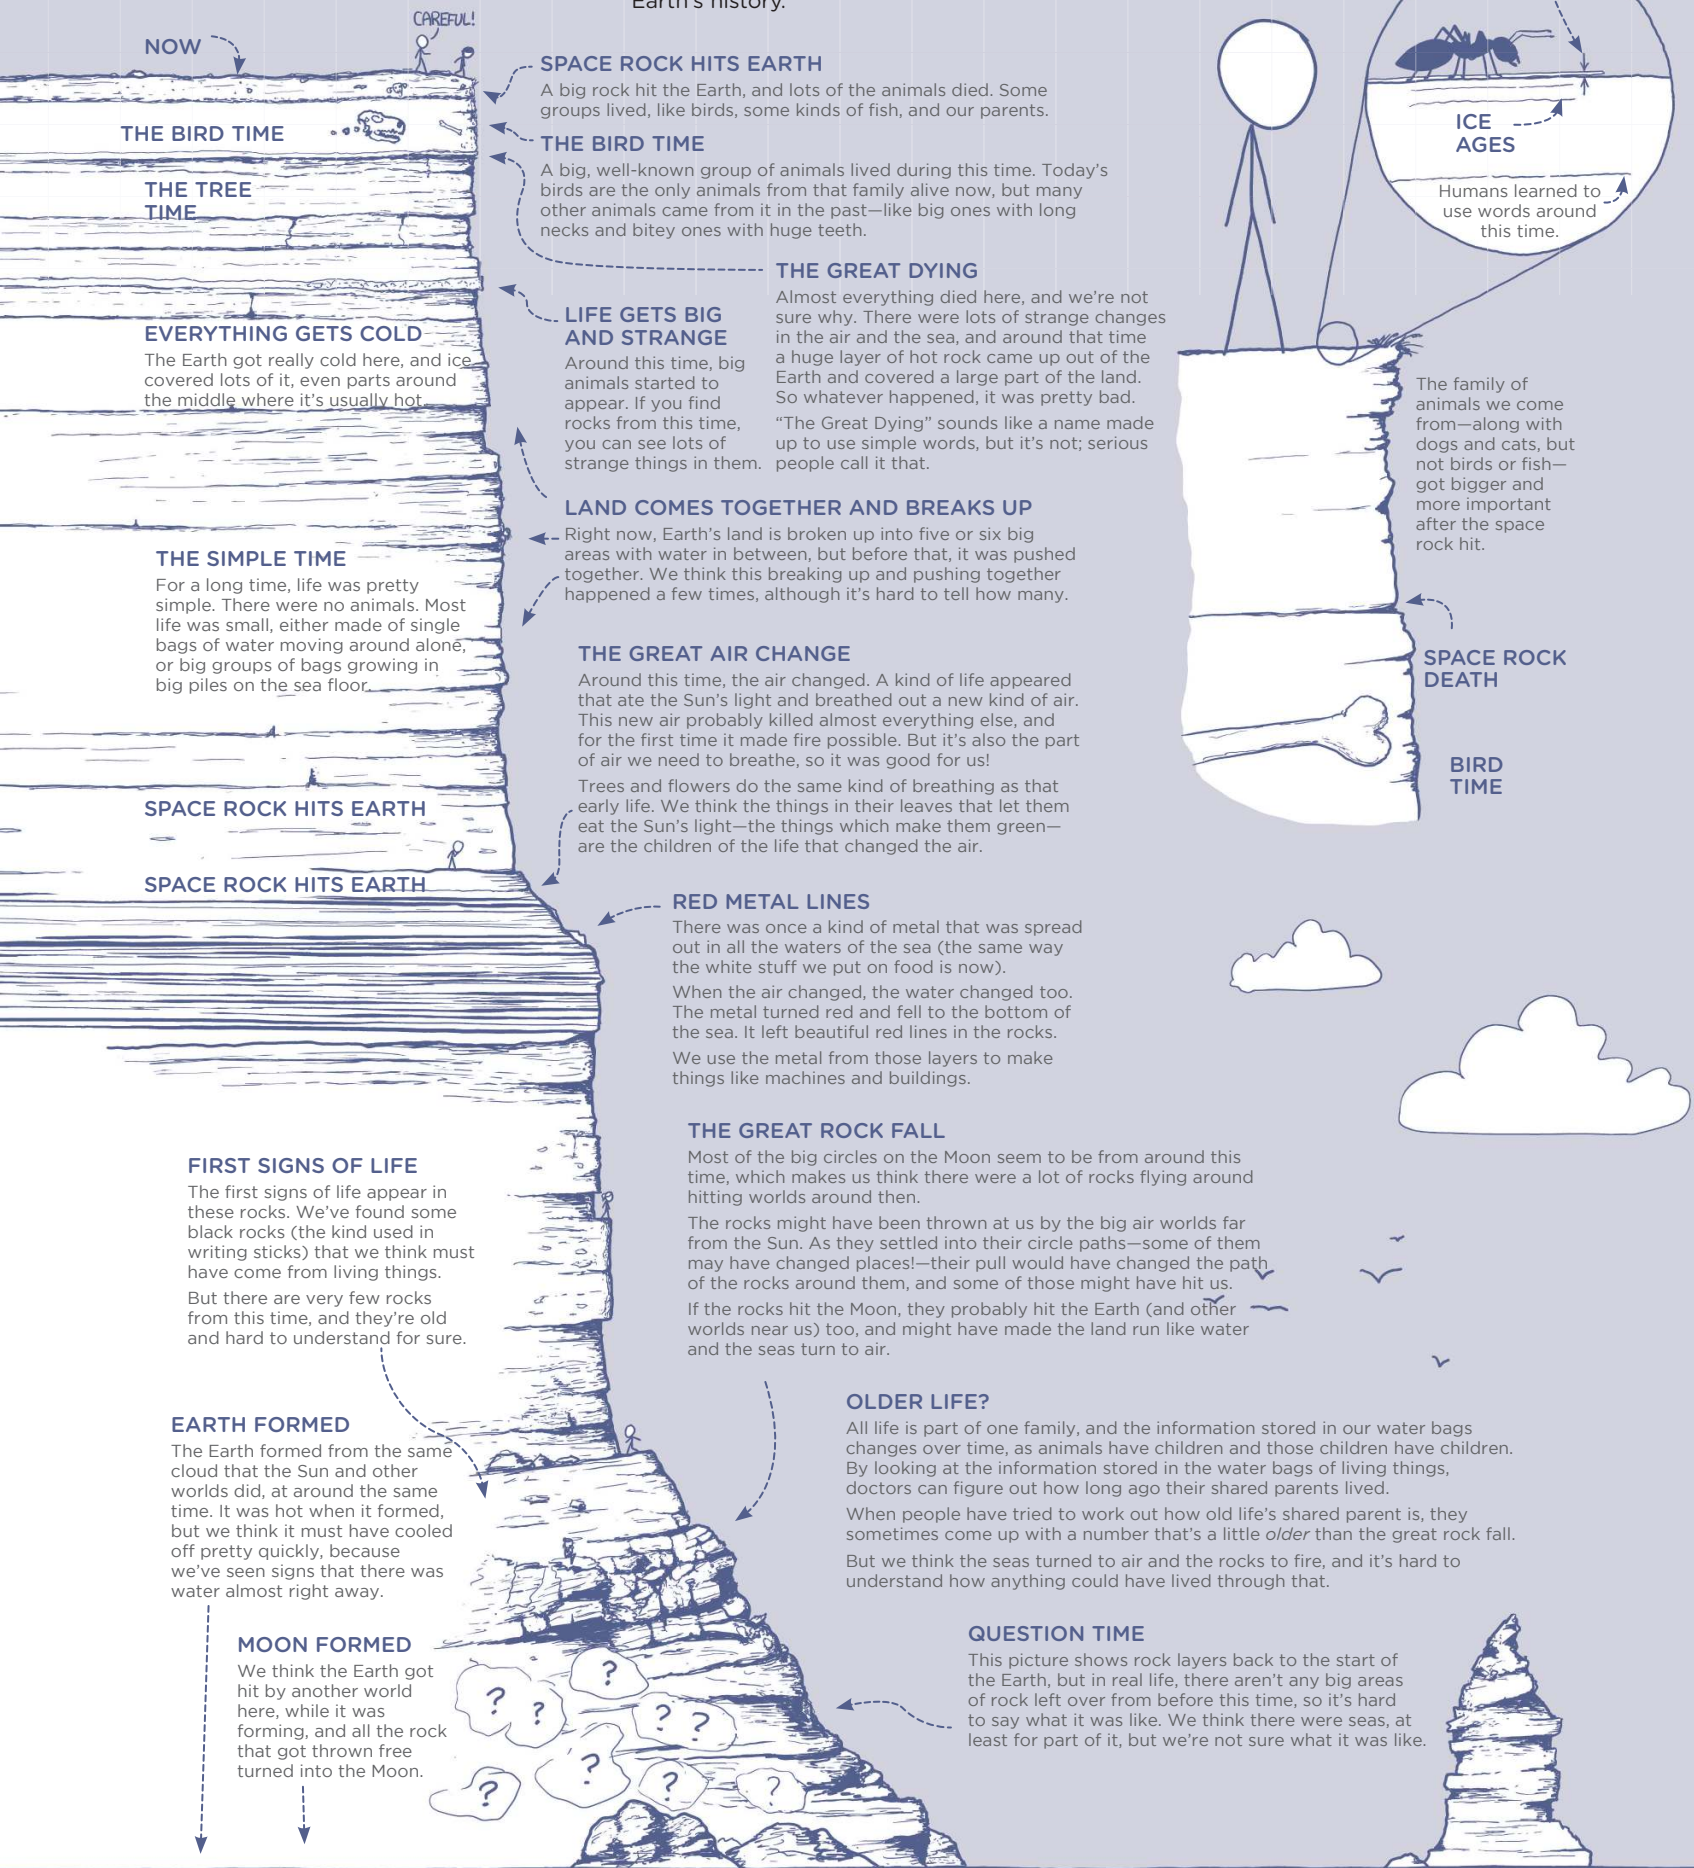 Earth's history.
CAREFUL!
NOW
SPACE ROCK HITS EARTH
A big rock hit the Earth, and lots of the animals died. Some
groups lived, like birds, some kinds of fish, and our parents.
THE BIRD TIME
THE BIRD TIME
A big, well-known group of animals lived during this time. Today's
birds are the only animals from that family alive now, but many
other animals came from it in the past—like big ones with long
necks and bitey ones with huge teeth.
THE TREE
TIME
THE GREAT DYING
Almost everything died here, and we're not
sure why. There were lots of strange changes
in the air and the sea, and around that time
a huge layer of hot rock came up out of the
Earth and covered a large part of the land.
So whatever happened, it was pretty bad.
"The Great Dying" sounds like a name made
up to use simple words, but it's not; serious
people call it that.
LIFE GETS BIG
AND STRANGE
Around this time, big
animals started to
appear. If you find
rocks from this time,
you can see lots of
strange things in them.
EVERYTHING GETS COLD
The Earth got really cold here, and ice
covered lots of it, even parts around
the middle where it's usually hot.
LAND COMES TOGETHER AND BREAKS UP
Right now, Earth's land is broken up into five or six big
areas with water in between, but before that, it was pushed
together. We think this breaking up and pushing together
happened a few times, although it's hard to tell how many.
THE SIMPLE TIME
For a long time, life was pretty
simple. There were no animals. Most
life was small, either made of single
bags of water moving around alone,
or big groups of bags growing in
big piles on the sea floor.
THE GREAT AIR CHANGE
Around this time, the air changed. A kind of life appeared
that ate the Sun's light and breathed out a new kind of air.
This new air probably killed almost everything else, and
for the first time it made fire possible. But it's also the part
of air we need to breathe, so it was good for us!
Trees and flowers do the same kind of breathing as that
early life. We think the things in their leaves that let them
eat the Sun's light—the things which make them green—
are the children of the life that changed the air.
SPACE ROCK HITS EARTH
SPACE ROCK HITS EARTH
RED METAL LINES
There was once a kind of metal that was spread
out in all the waters of the sea (the same way
the white stuff we put on food is now).
When the air changed, the water changed too.
The metal turned red and fell to the bottom of
the sea. It left beautiful red lines in the rocks.
We use the metal from those layers to make
things like machines and buildings.
THE GREAT ROCK FALL
Most of the big circles on the Moon seem to be from around this
time, which makes us think there were a lot of rocks flying around
hitting worlds around then.
The rocks might have been thrown at us by the big air worlds far
from the Sun. As they settled into their circle paths—some of them
may have changed places!—their pull would have changed the path
of the rocks around them, and some of those might have hit us.
If the rocks hit the Moon, they probably hit the Earth (and other
worlds near us) too, and might have made the land run like water
and the seas turn to air.
FIRST SIGNS OF LIFE
The first signs of life appear in
these rocks. We've found some
black rocks (the kind used in
writing sticks) that we think must
have come from living things.
But there are very few rocks
from this time, and they're old
and hard to understand for sure.
OLDER LIFE?
All life is part of one family, and the information stored in our water bags
changes over time, as animals have children and those children have children.
By looking at the information stored in the water bags of living things,
doctors can figure out how long ago their shared parents lived.
When people have tried to work out how old life's shared parent is, they
sometimes come up with a number that's a little older than the great rock fall.
But we think the seas turned to air and the rocks to fire, and it's hard to
understand how anything could have lived through that.
EARTH FORMED
The Earth formed from the same
cloud that the Sun and other
worlds did, at around the same
time. It was hot when it formed,
but we think it must have cooled
off pretty quickly, because
we've seen signs that there was
water almost right away.
MOON FORMED
We think the Earth got
hit by another world
here, while it was
forming, and all the rock
that got thrown free
turned into the Moon.
? ? ? ? ? ? ? ? ?
QUESTION TIME
This picture shows rock layers back to the start of
the Earth, but in real life, there aren't any big areas
of rock left over from before this time, so it's hard
to say what it was like. We think there were seas, at
least for part of it, but we're not sure what it was like.
ICE
AGES
Humans learned to
use words around
this time.
The family of
animals we come
from—along with
dogs and cats, but
not birds or fish—
got bigger and
more important
after the space
rock hit.
SPACE ROCK
DEATH
BIRD
TIME